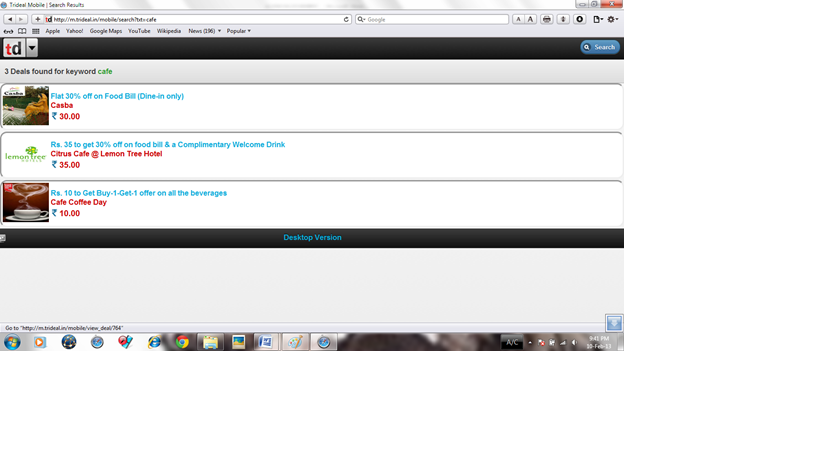 Trideal Mobile | Search Results
td http://m.trideal.in/mobile/search?txt=cafe
Google
A A
Apple Yahoo! Google Maps YouTube Wikipedia News (196) Popular
td Search
3 Deals found for keyword cafe
Casba
Flat 30% off on Food Bill (Dine-in only)
Casba
₹ 30.00
lemon tree
HOTELS
Rs. 35 to get 30% off on food bill & a Complimentary Welcome Drink
Citrus Cafe @ Lemon Tree Hotel
₹ 35.00
Rs. 10 to Get Buy-1-Get-1 offer on all the beverages
Cafe Coffee Day
₹ 10.00
Desktop Version
Go to "http://m.trideal.in/mobile/view_deal/764"
A/C
9:41 PM
10-Feb-13